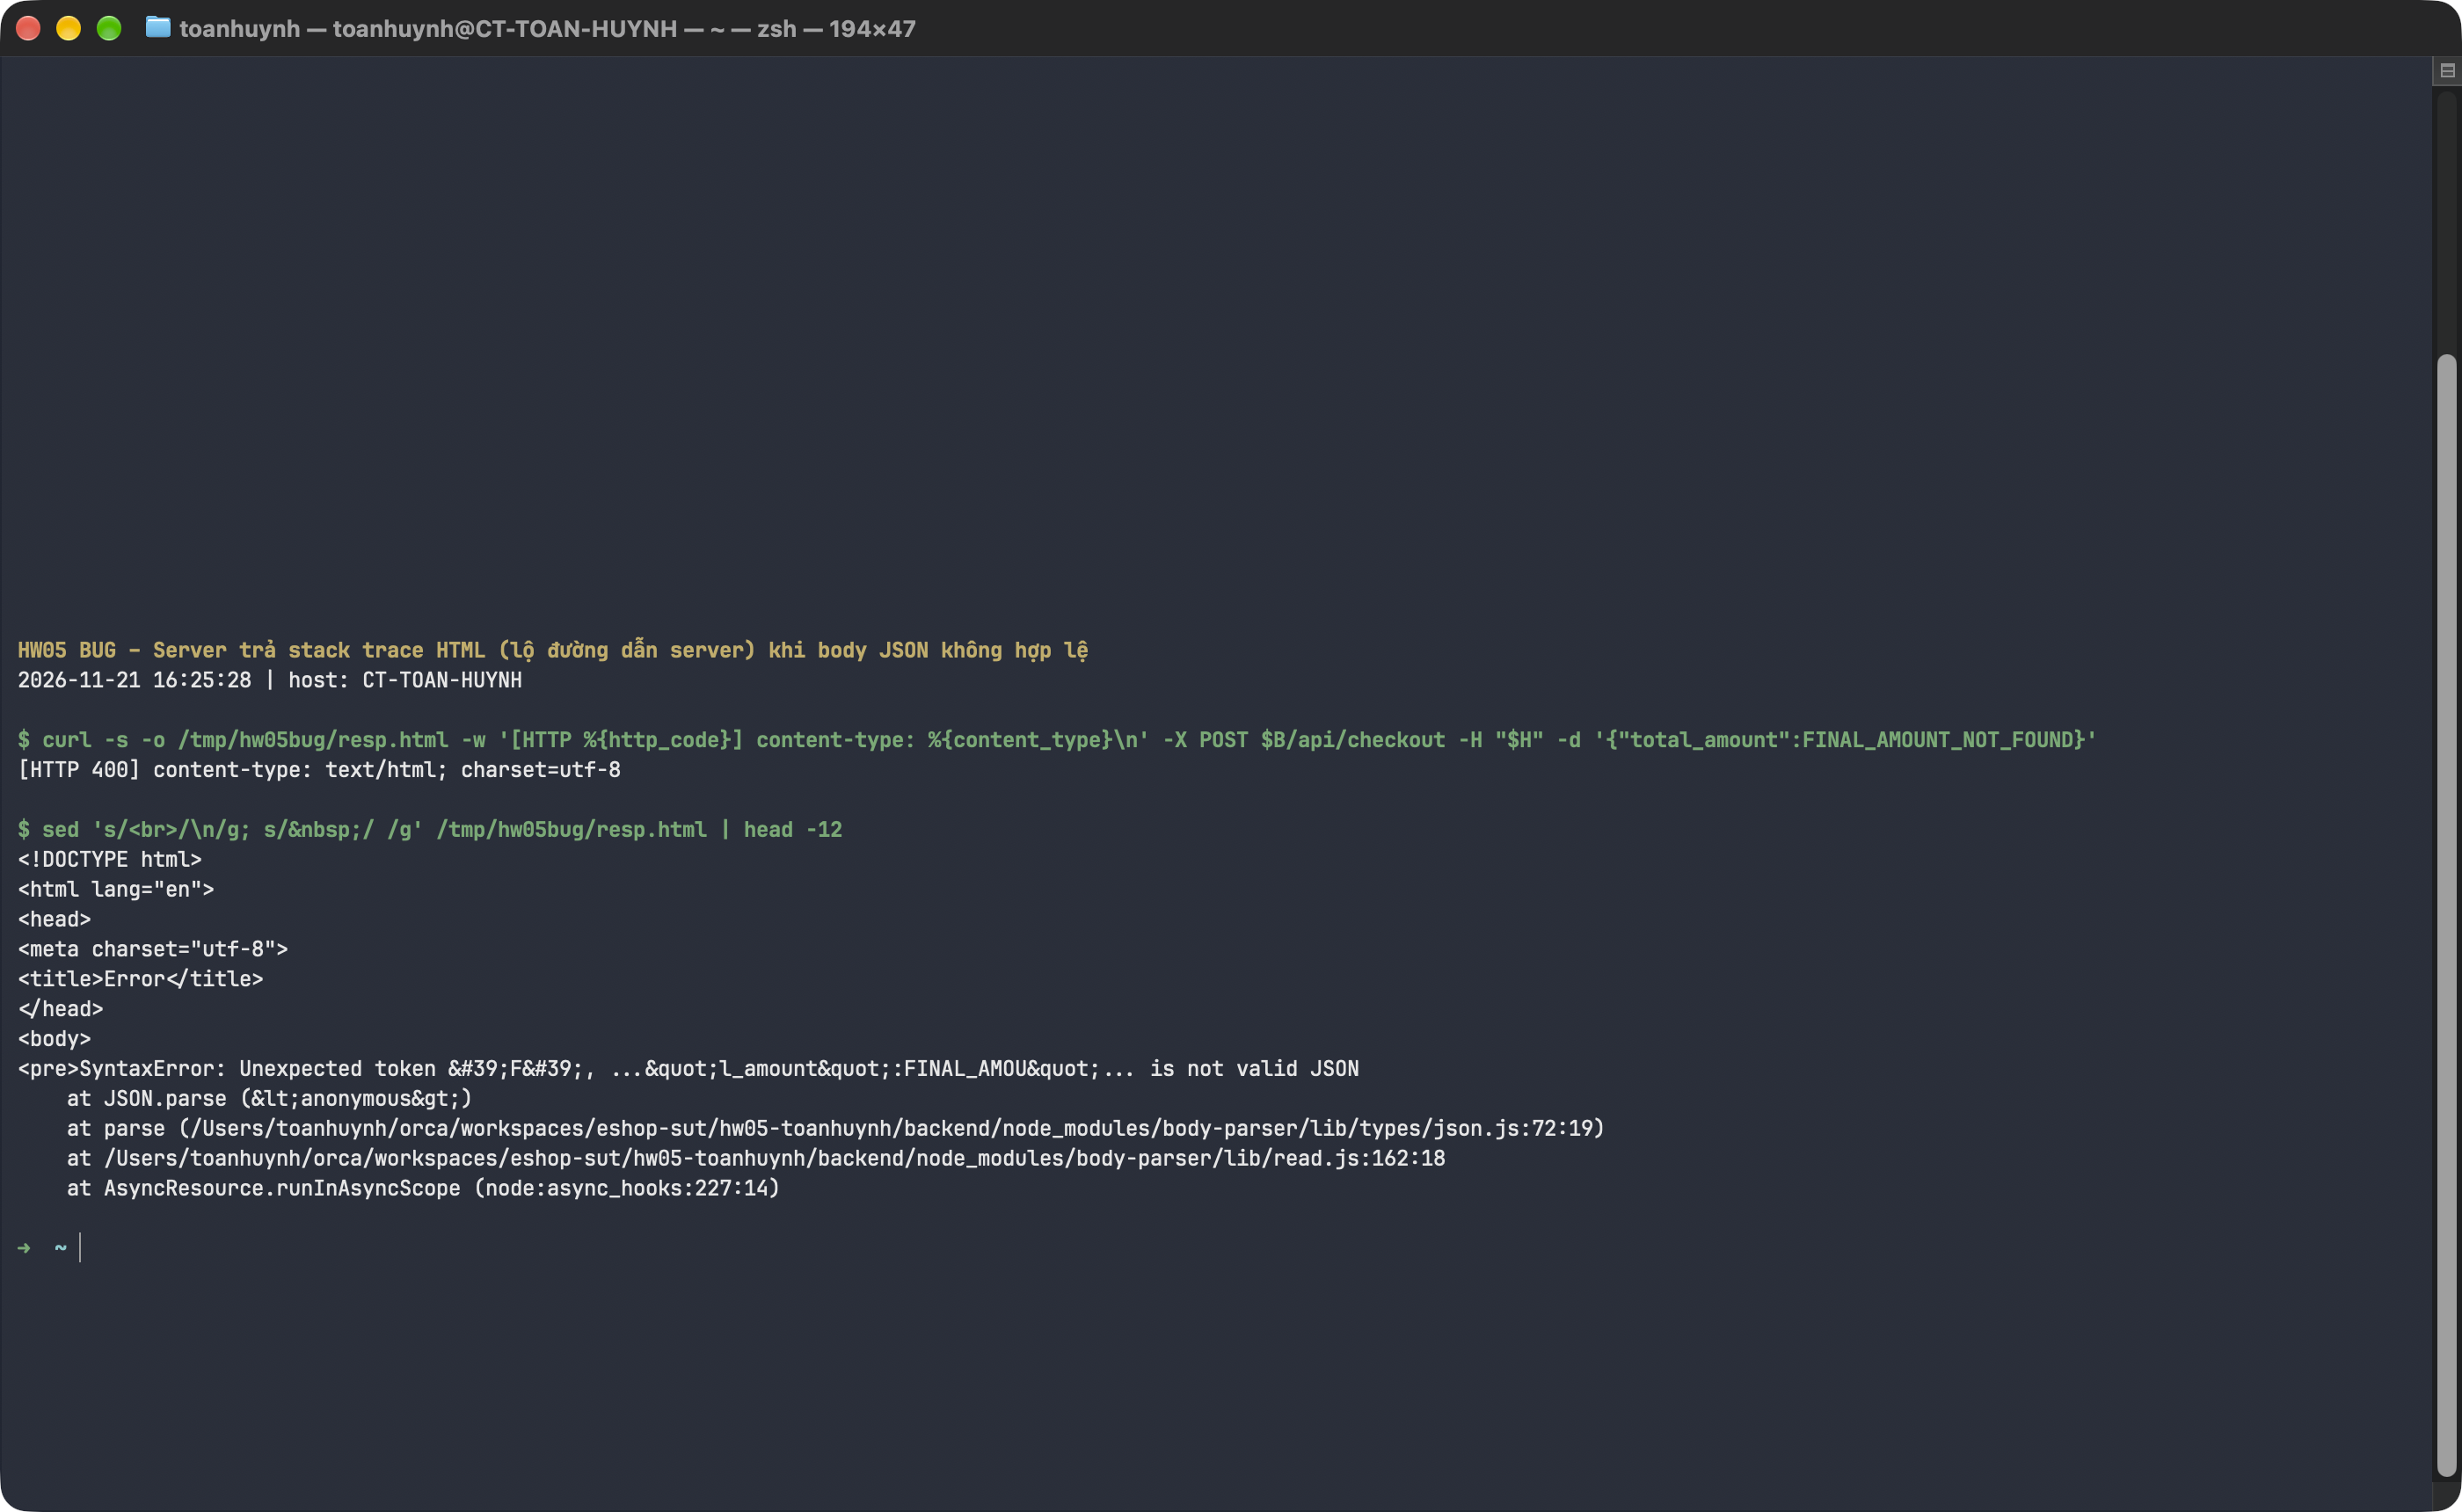 toanhuynh — toanhuynh@CT-TOAN-HUYNH — ~ — zsh — 194×47
HW05 BUG — Server trả stack trace HTML (lộ đường dẫn server) khi body JSON không hợp lệ
2026-11-21 16:25:28 | host: CT-TOAN-HUYNH
$ curl -s -o /tmp/hw05bug/resp.html -w '[HTTP %{http_code}] content-type: %{content_type}\n' -X POST $B/api/checkout -H "$H" -d '{"total_amount":FINAL_AMOUNT_NOT_FOUND}'
[HTTP 400] content-type: text/html; charset=utf-8
$ sed 's/<br>/\n/g; s/&nbsp;/ /g' /tmp/hw05bug/resp.html | head -12
<!DOCTYPE html>
<html lang="en">
<head>
<meta charset="utf-8">
<title>Error</title>
</head>
<body>
<pre>SyntaxError: Unexpected token &#39;F&#39;, ...&quot;l_amount&quot;:FINAL_AMOU&quot;... is not valid JSON
    at JSON.parse (&lt;anonymous&gt;)
    at parse (/Users/toanhuynh/orca/workspaces/eshop-sut/hw05-toanhuynh/backend/node_modules/body-parser/lib/types/json.js:72:19)
    at /Users/toanhuynh/orca/workspaces/eshop-sut/hw05-toanhuynh/backend/node_modules/body-parser/lib/read.js:162:18
    at AsyncResource.runInAsyncScope (node:async_hooks:227:14)
➜  ~